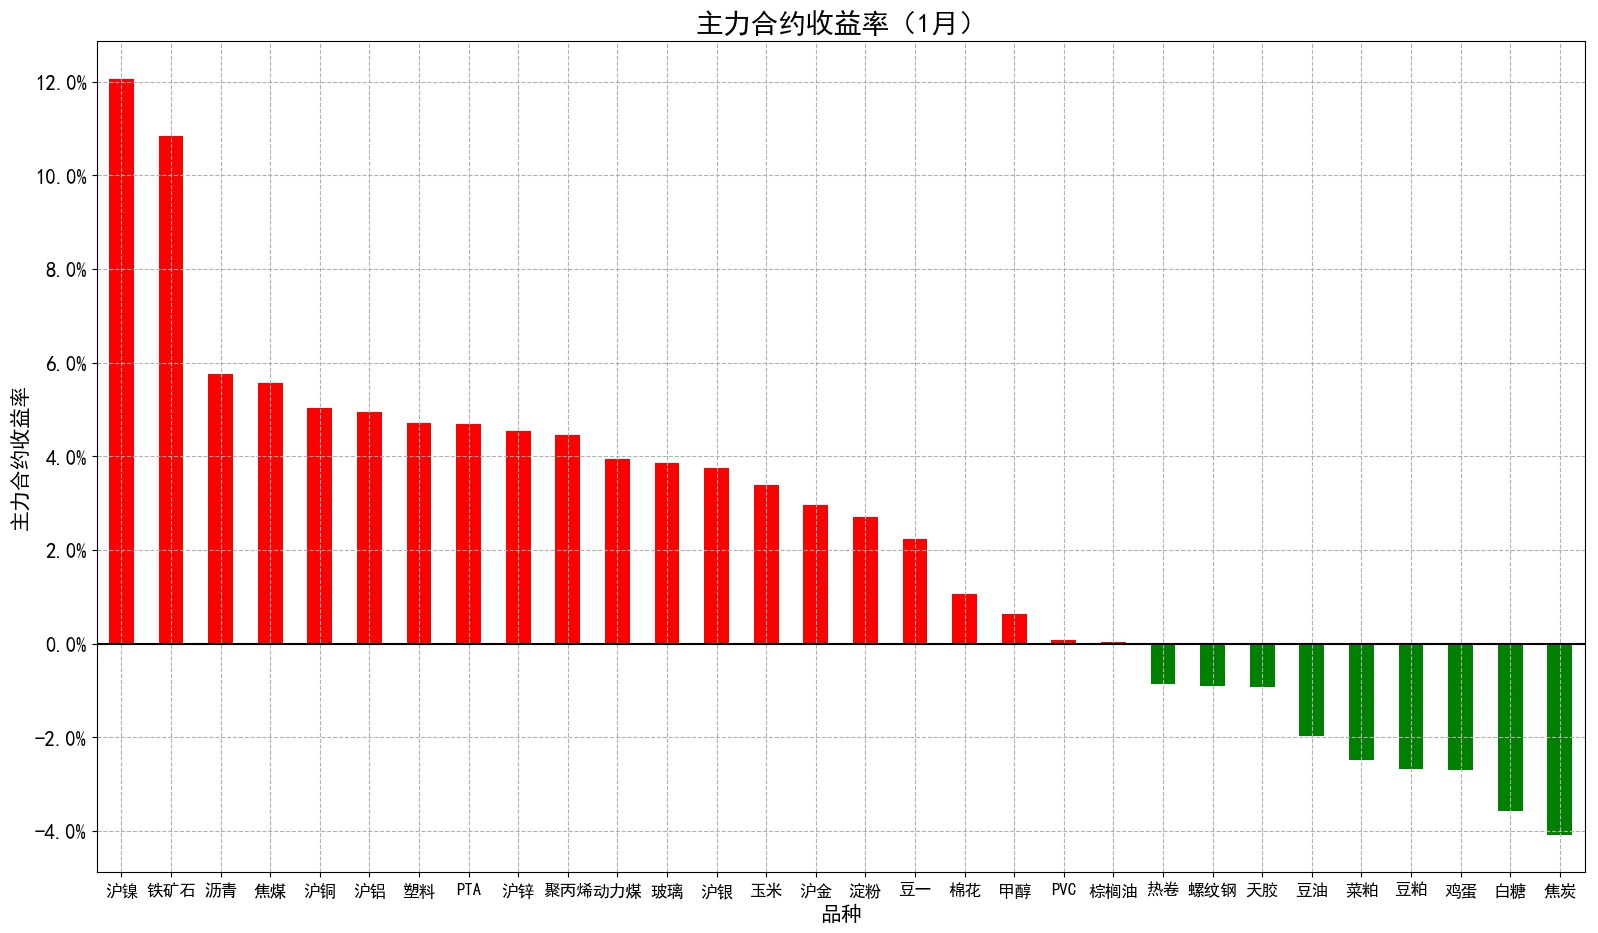 主力合约收益率（1月）
主力合约收益率
12.0%
10.0%
8.0%
6.0%
4.0%
2.0%
0.0%
-2.0%
-4.0%
沪镍 铁矿石 沥青 焦煤 沪铜 沪铝 塑料 PTA 沪锌 聚丙烯 动力煤 玻璃 沪银 玉米 沪金 淀粉 豆一 棉花 甲醇 PVC 棕榈油 热卷 螺纹钢 天胶 豆油 菜粕 豆粕 鸡蛋 白糖 焦炭
品种